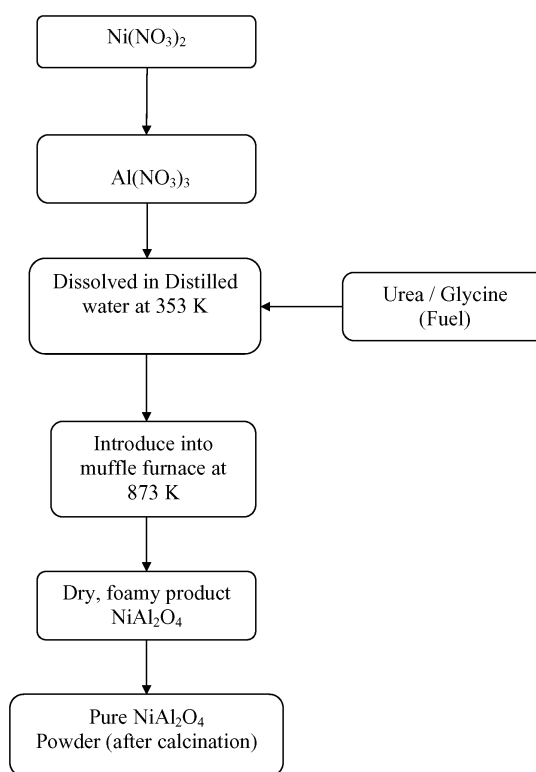 Ni(NO₃)₂
Al(NO₃)₃
Dissolved in Distilled
water at 353 K
Urea / Glycine
(Fuel)
Introduce into
muffle furnace at
873 K
Dry, foamy product
NiAl₂O₄
Pure NiAl₂O₄
Powder (after calcination)